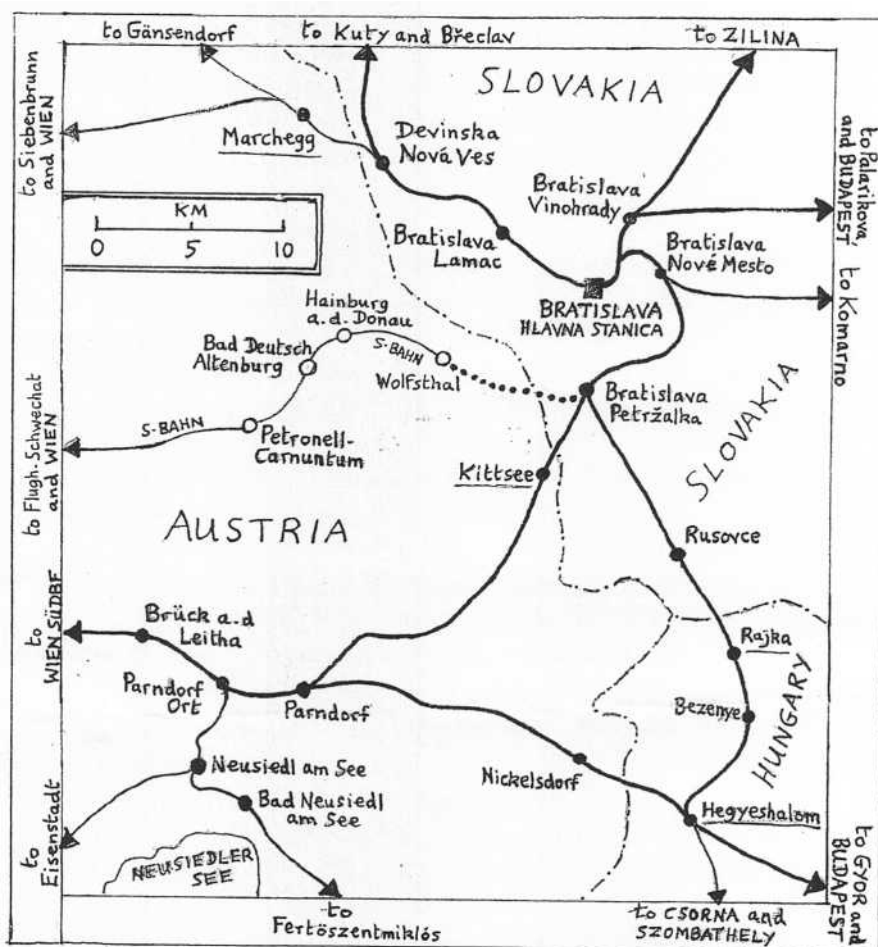 to Gänsendorf
to Kuty and Břeclav
to ZILINA
SLOVAKIA
to Siebenbrunn
and WIEN
Marchegg
Devinska
Nová Ves
Bratislava
Vinohrady
to Palarikova,
and BUDAPEST
KM
0 5 10
Bratislava
Lamac
Bratislava
Nové Mesto
BRATISLAVA
HLAVNA STANICA
to Komarno
Hainburg
a.d. Donau
S-BAHN
Bad Deutsch
Altenburg
Wolfsthal
Bratislava
Petržalka
S-BAHN
Petronell-
Carnuntum
to Flugh. Schwechat
and WIEN
Kittsee
SLOVAKIA
AUSTRIA
Rusovce
to
WIEN SÜDBF
Brück a.d
Leitha
Rajka
Parndorf
Ort
Parndorf
Bezenye
HUNGARY
Neusiedl am See
Nickelsdorf
Bad Neusiedl
am See
Hegyeshalom
to
Eisenstadt
NEUSIEDLER
SEE
to GYOR and
BUDAPEST
to
Fertöszentmiklós
to CSORNA and
SZOMBATHELY